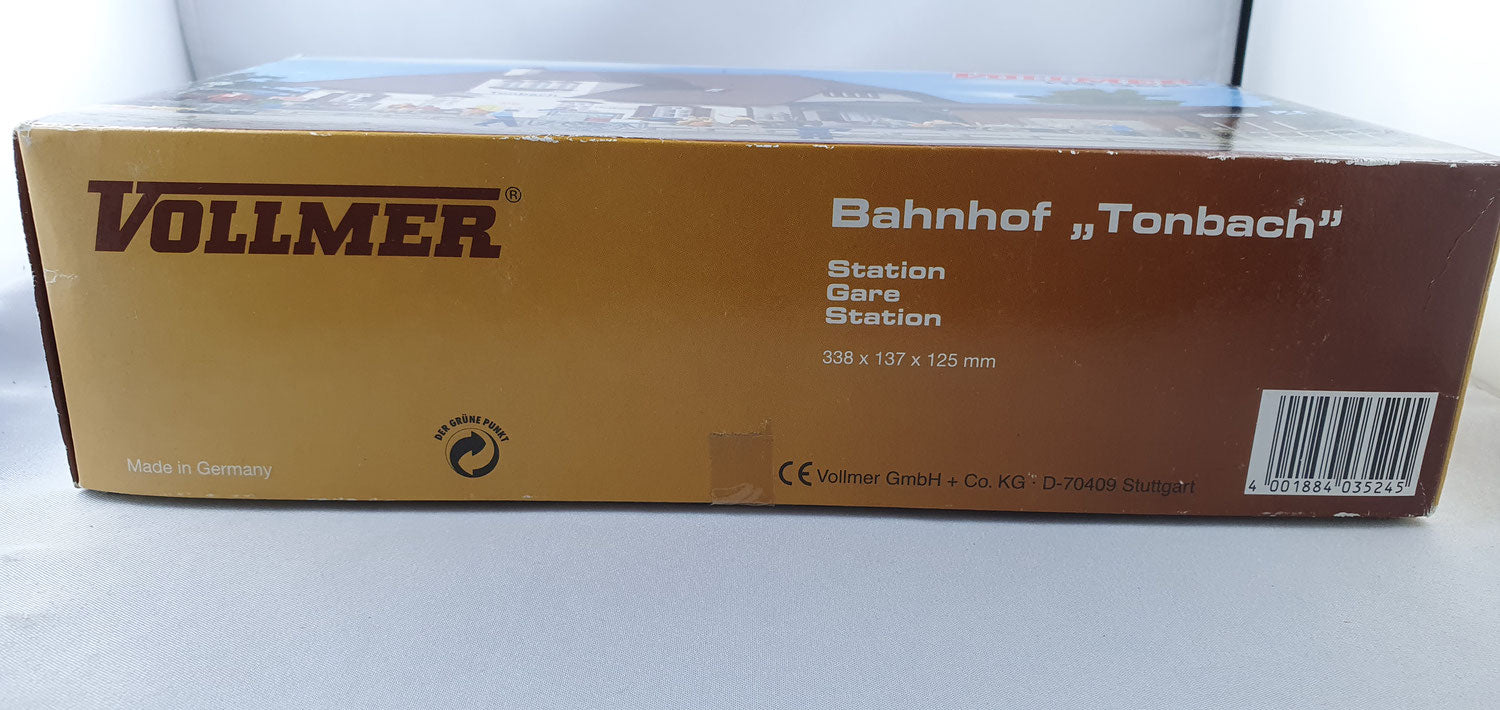 VOLLMER®
Bahnhof „Tonbach”
Station
Gare
Station
338 x 137 x 125 mm
DER GRÜNE PUNKT
Made in Germany
CE Vollmer GmbH + Co. KG · D-70409 Stuttgart
4 001884 035245